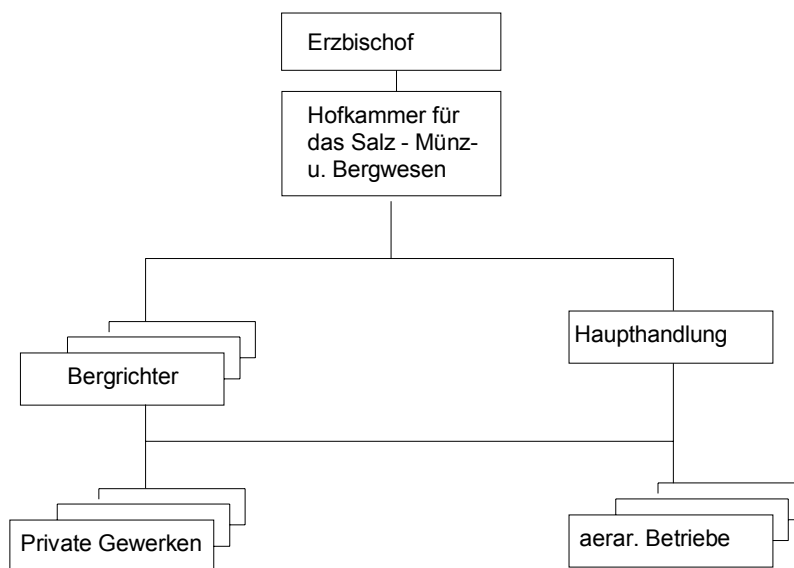 Erzbischof
Hofkammer für
das Salz - Münz-
u. Bergwesen
Bergrichter
Haupthandlung
Private Gewerken
aerar. Betriebe